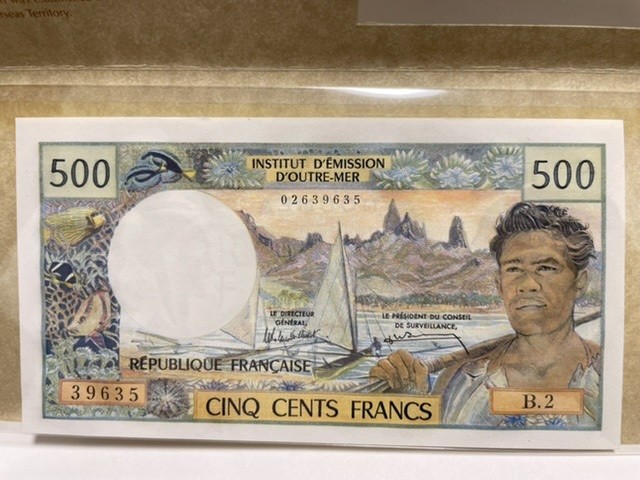 seas Territory.
500
INSTITUT D'ÉMISSION
D'OUTRE-MER
500
02639635
LE DIRECTEUR
GÉNÉRAL,
LE PRÉSIDENT DU CONSEIL
DE SURVEILLANCE,
RÉPUBLIQUE FRANÇAISE
39635
CINQ CENTS FRANCS
B.2